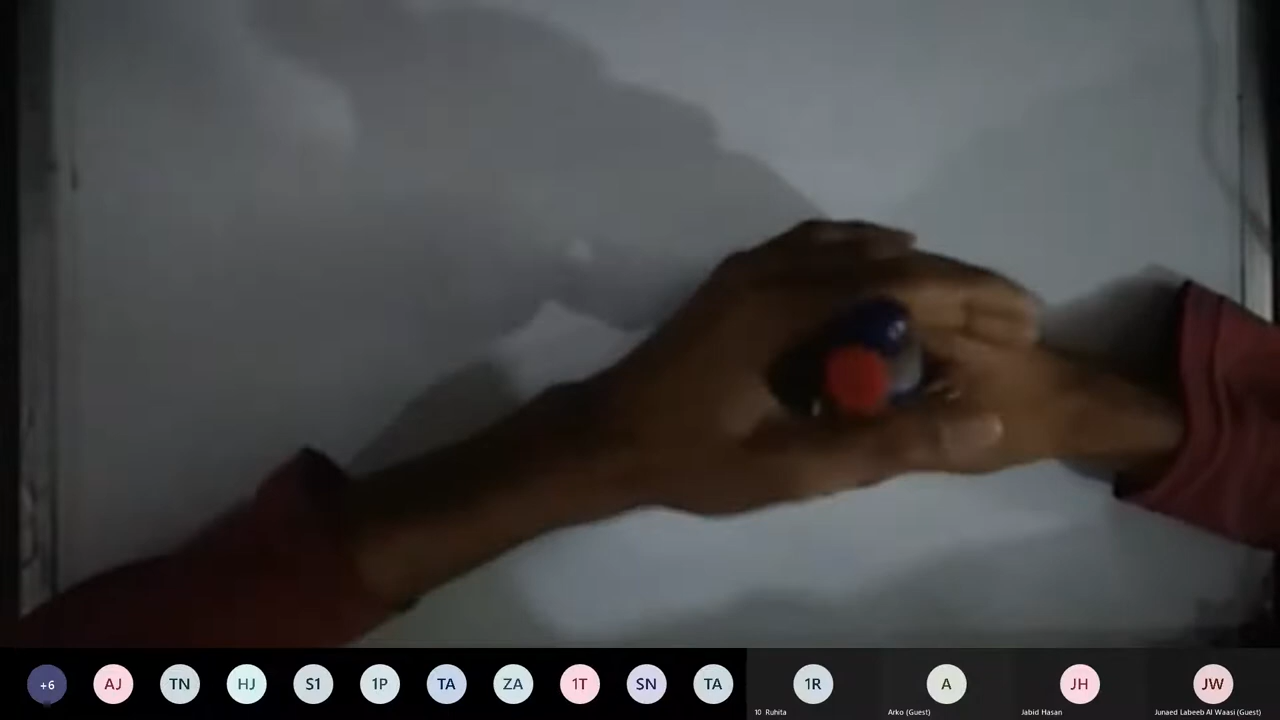 +6 AJ TN HJ S1 1P TA ZA 1T SN TA 1R A JH JW
10 Ruhita Arko (Guest) Jabid Hasan Junaed Labeeb Al Waasi (Guest)